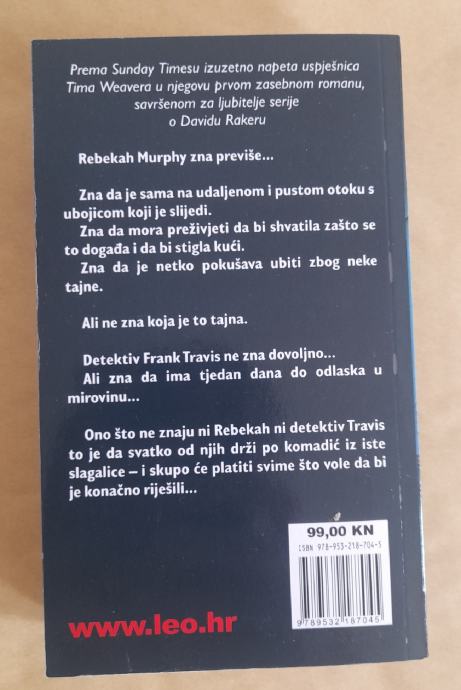 Prema Sunday Timesu izuzetno napeta uspješnica
Tima Weavera u njegovu prvom zasebnom romanu,
savršenom za ljubitelje serije
o Davidu Rakeru
Rebekah Murphy zna previše...
Zna da je sama na udaljenom i pustom otoku s
ubojicom koji je slijedi.
Zna da mora preživjeti da bi shvatila zašto se
to događa i da bi stigla kući.
Zna da je netko pokušava ubiti zbog neke
tajne.
Ali ne zna koja je to tajna.
Detektiv Frank Travis ne zna dovoljno...
Ali zna da ima tjedan dana do odlaska u
mirovinu...
Ono što ne znaju ni Rebekah ni detektiv Travis
to je da svatko od njih drži po komadić iz iste
slagalice – i skupo će platiti svime što vole da bi
je konačno riješili...
99,00 KN
ISBN 978-953-218-704-5
9789532187045
www.leo.hr